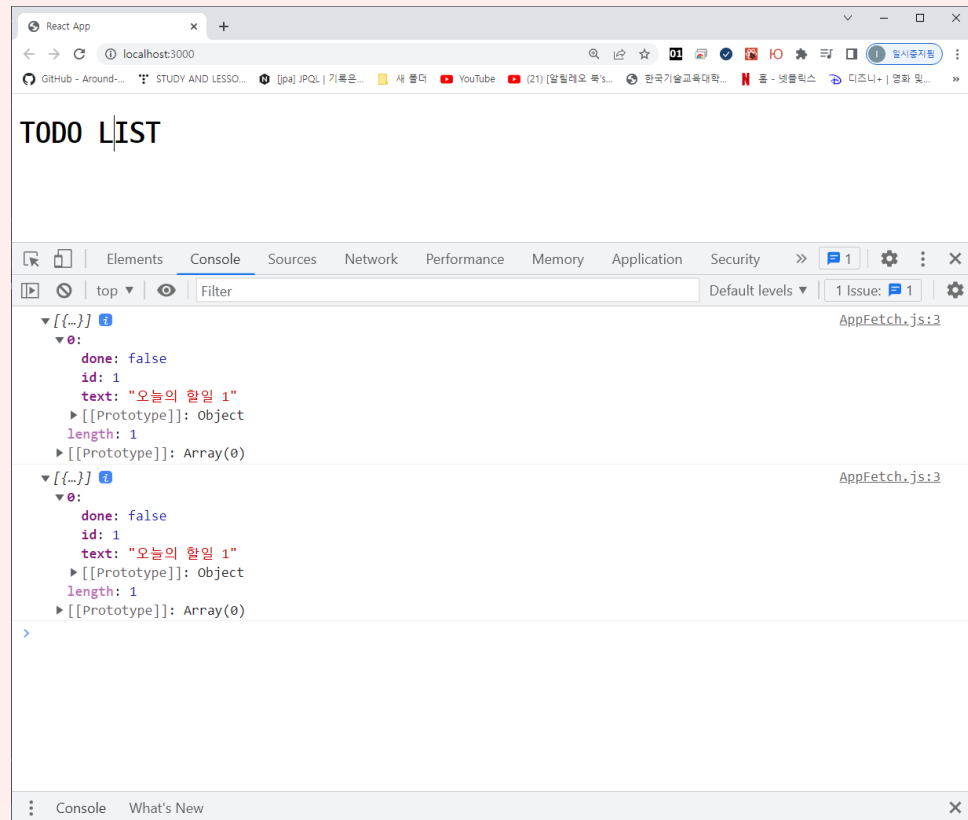 React App
localhost:3000
01 I 일시중지됨
GitHub - Around-... STUDY AND LESSO... [jpa] JPQL | 기록은... 새 폴더 YouTube (21) [알릴레오 북's... 한국기술교육대학... 홈 - 넷플릭스 디즈니+ | 영화 및... »
TODO LIST
Elements Console Sources Network Performance Memory Application Security » 1
top ▼ Filter Default levels ▼ 1 Issue: 1
▼[{…}] i AppFetch.js:3
▼0:
done: false
id: 1
text: "오늘의 할일 1"
▶[[Prototype]]: Object
length: 1
▶[[Prototype]]: Array(0)
▼[{…}] i AppFetch.js:3
▼0:
done: false
id: 1
text: "오늘의 할일 1"
▶[[Prototype]]: Object
length: 1
▶[[Prototype]]: Array(0)
>
Console What's New